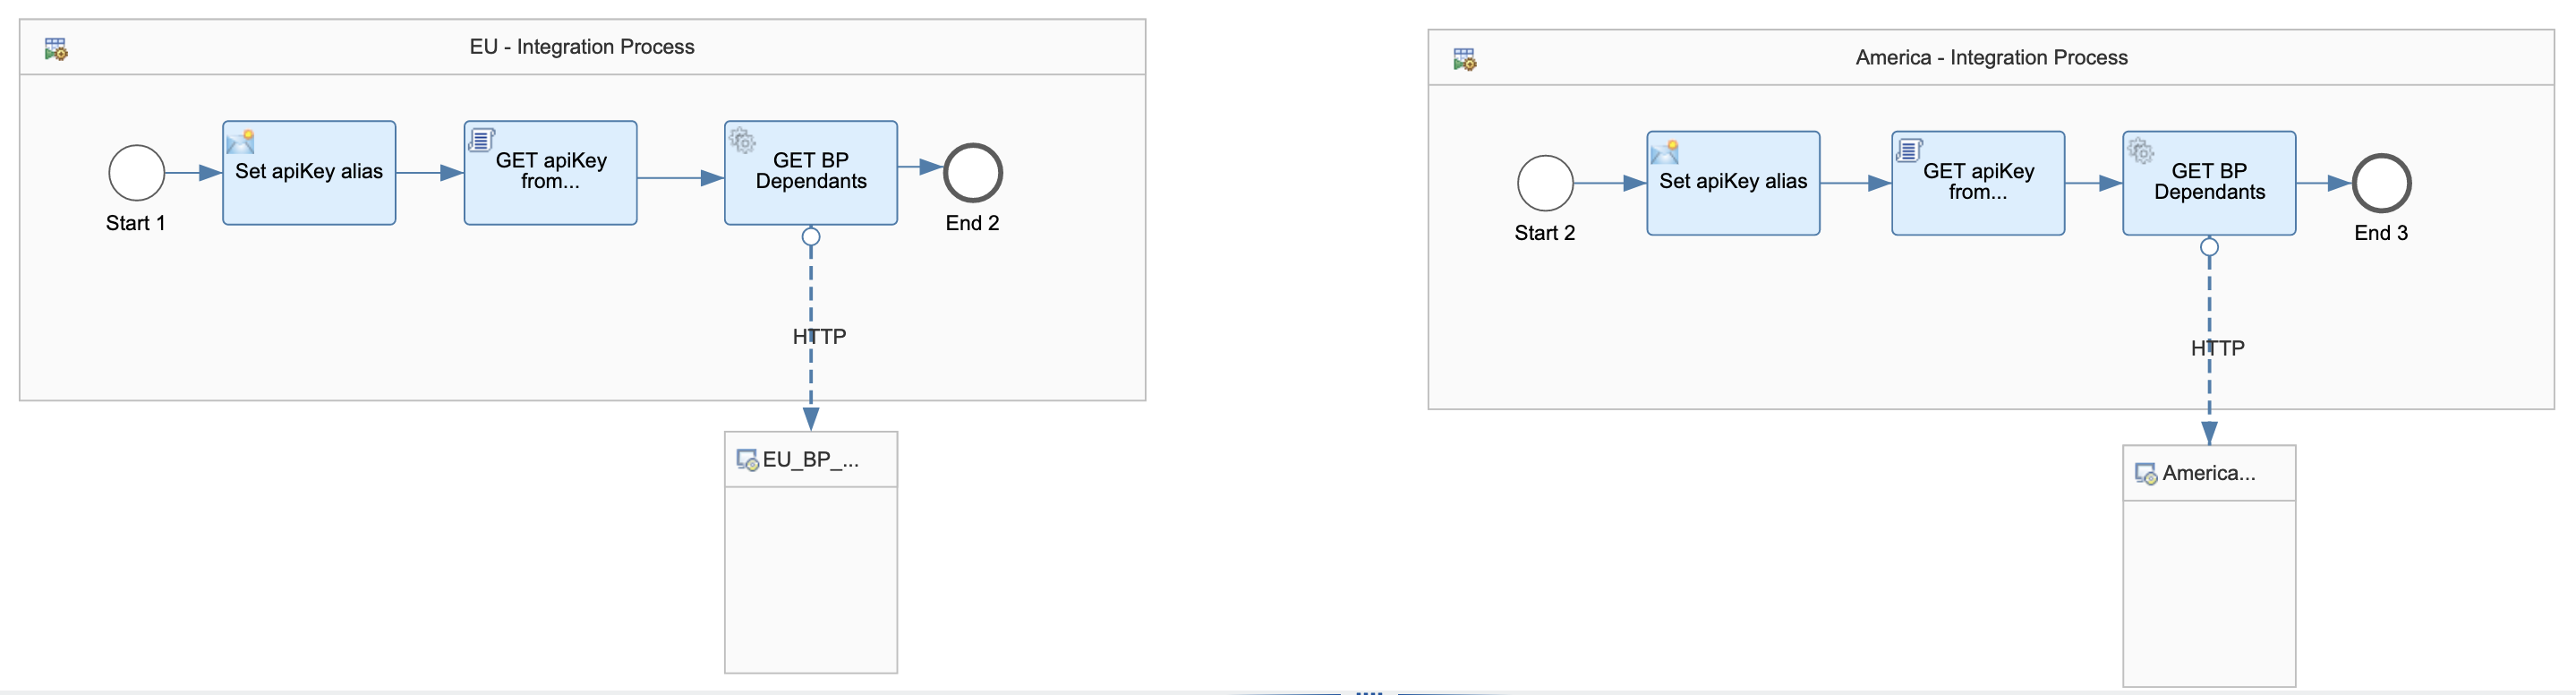 EU - Integration Process
Start 1
Set apiKey alias
GET apiKey
from...
GET BP
Dependants
End 2
HTTP
EU_BP_...
America - Integration Process
Start 2
Set apiKey alias
GET apiKey
from...
GET BP
Dependants
End 3
HTTP
America...